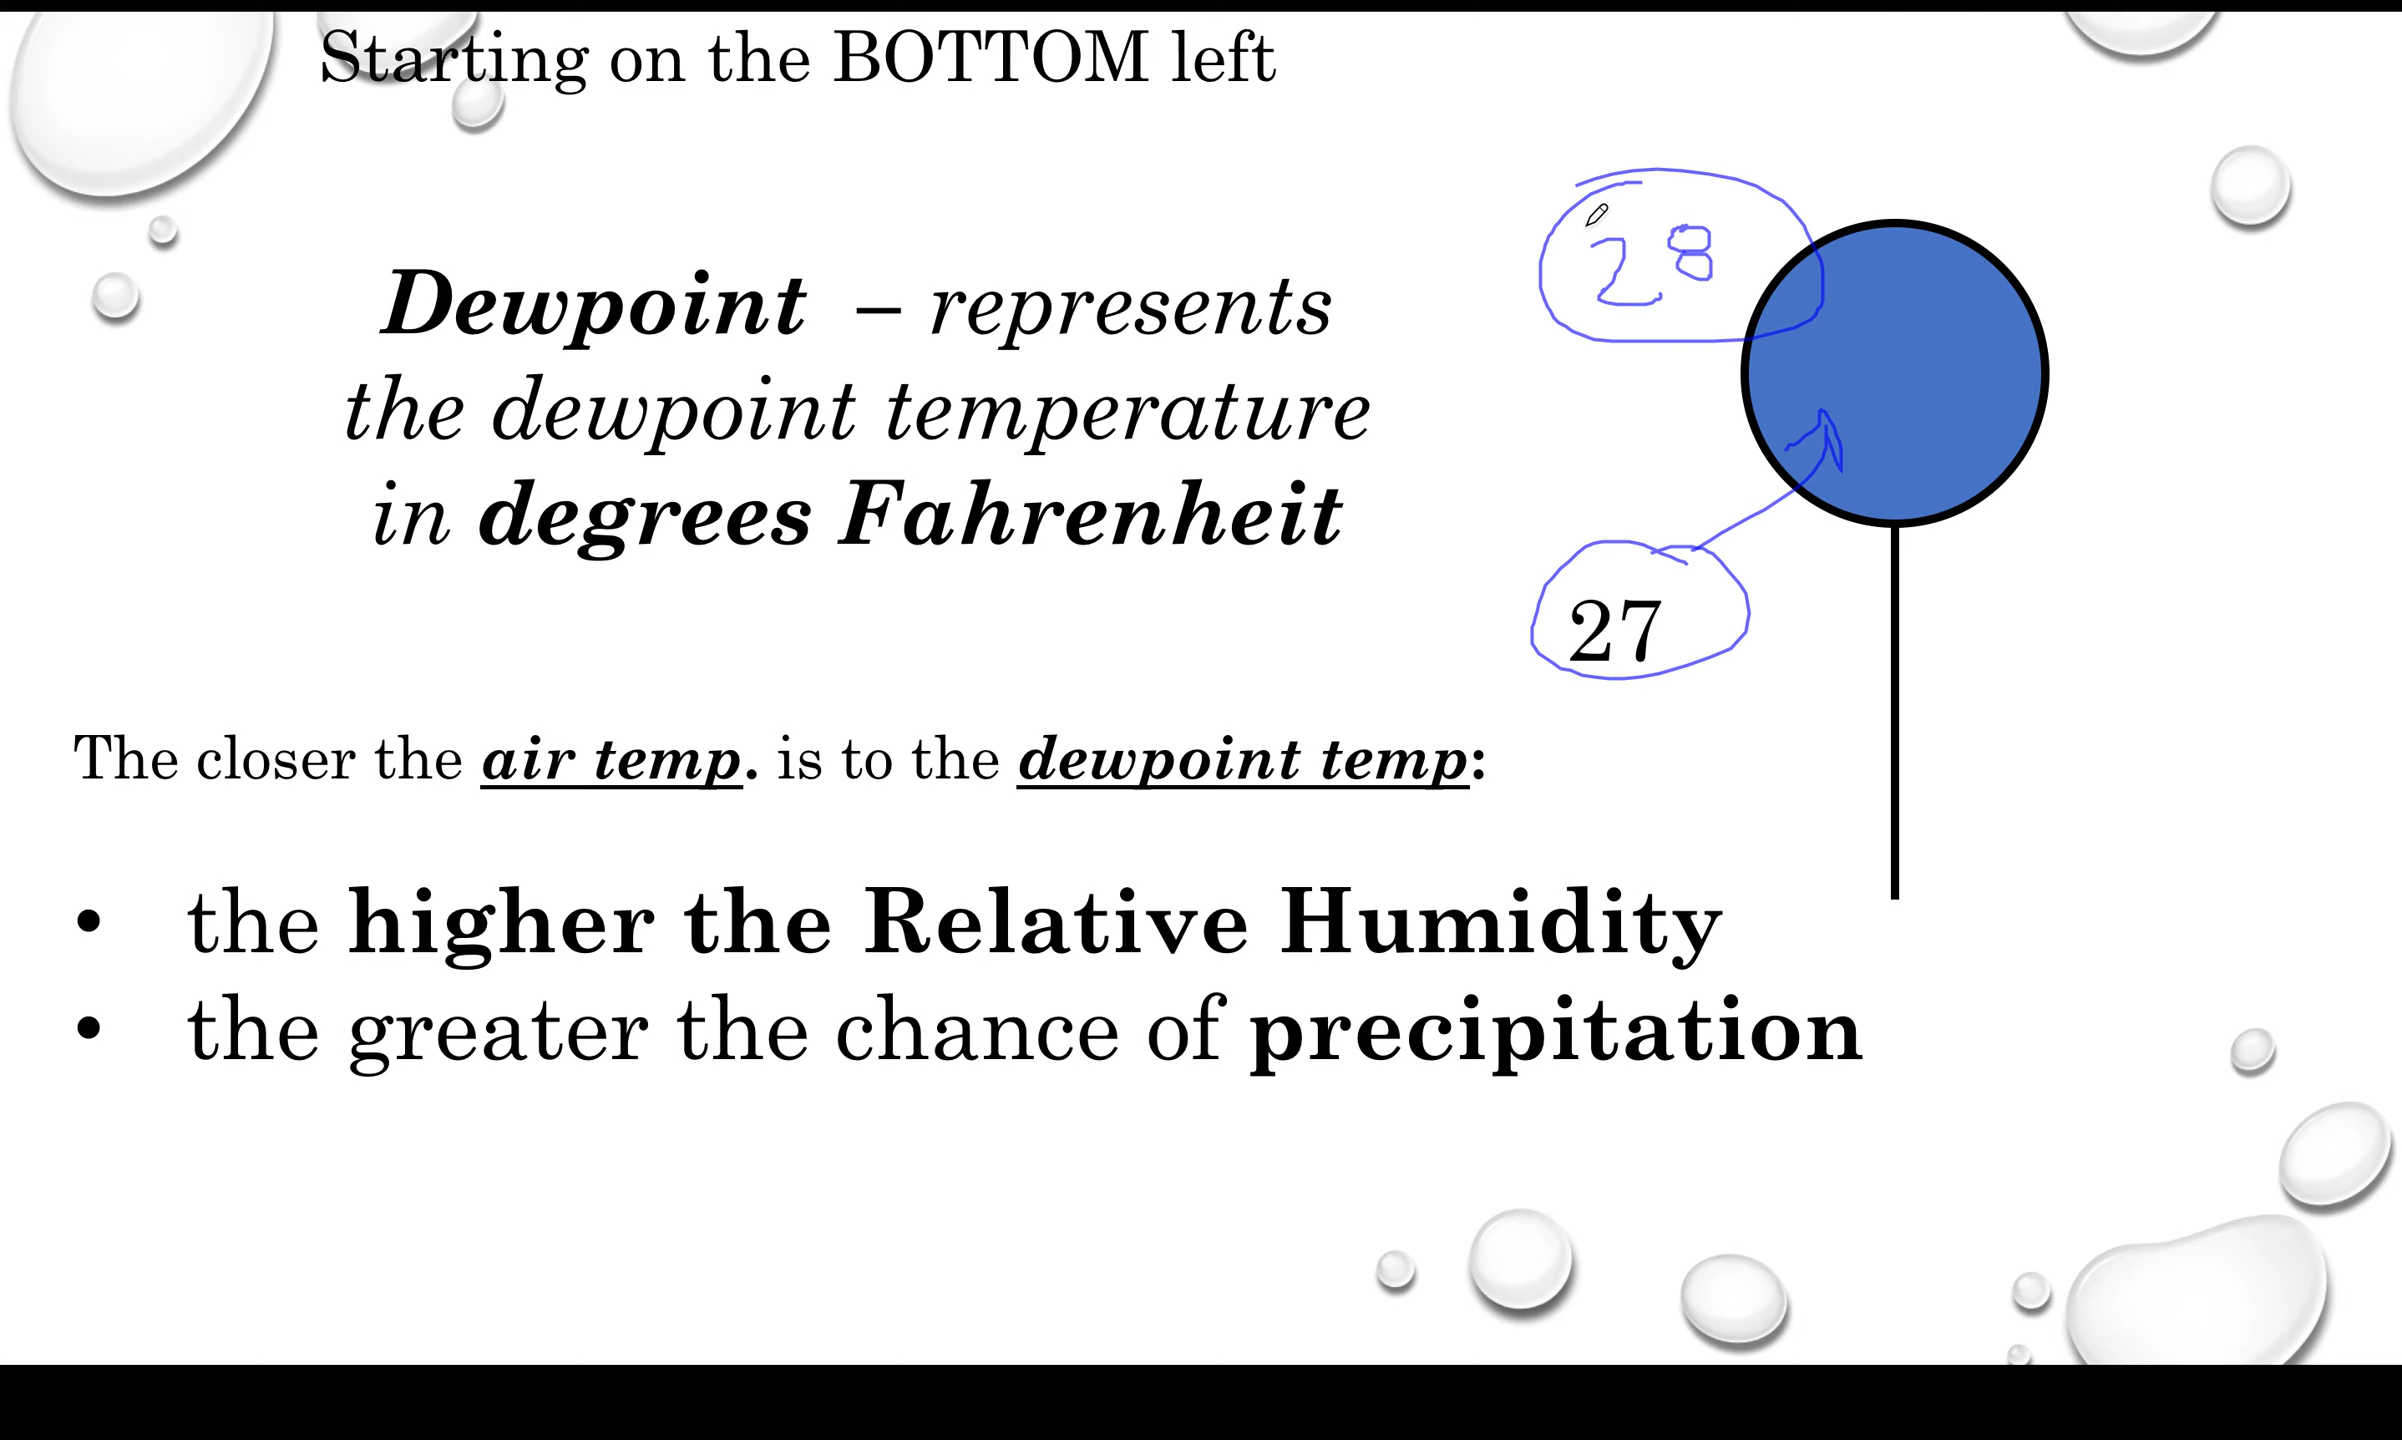 Starting on the BOTTOM left
28
Dewpoint – represents
the dewpoint temperature
in degrees Fahrenheit
27
The closer the air temp. is to the dewpoint temp:
• the higher the Relative Humidity
• the greater the chance of precipitation